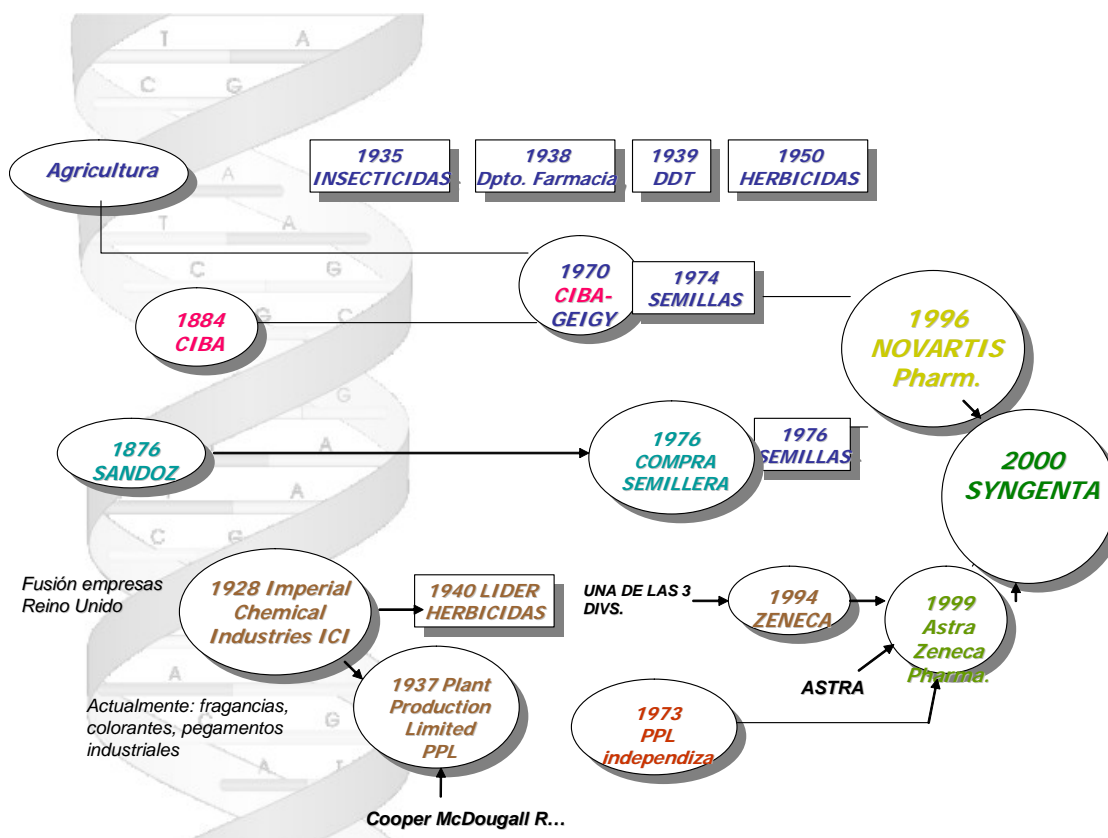 T A
C G
Agricultura
1935
INSECTICIDAS.
1938
Dpto. Farmacia
1939
DDT
1950
HERBICIDAS
A
T A
C G
1970
CIBA-
GEIGY
1974
SEMILLAS
G C
1884
CIBA
1996
NOVARTIS
Pharm.
G
A
1876
SANDOZ
1976
COMPRA
SEMILLERA
1976
SEMILLAS.
2000
SYNGENTA
T A
C G
Fusión empresas
Reino Unido
1928 Imperial
Chemical
Industries ICI
1940 LIDER
HERBICIDAS
UNA DE LAS 3
DIVS.
1994
ZENECA
1999
Astra
Zeneca
Pharma.
ASTRA
A
C G
Actualmente: fragancias,
colorantes, pegamentos
industriales
1937 Plant
Production
Limited
PPL
1973
PPL
independiza
A
Cooper McDougall R...